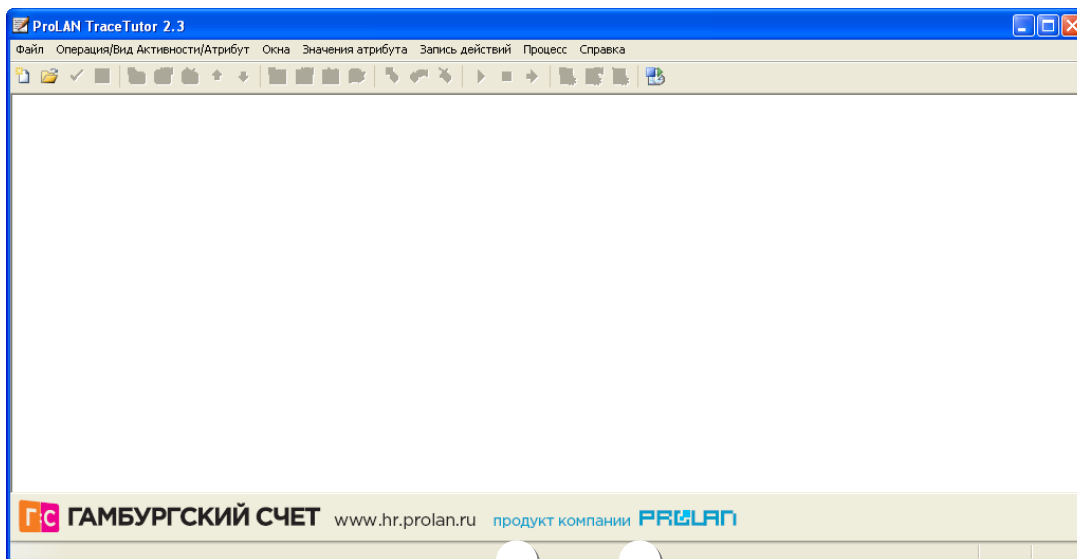 ProLAN TraceTutor 2.3
Файл Операция/Вид Активности/Атрибут Окна Значения атрибута Запись действий Процесс Справка
Г:С ГАМБУРГСКИЙ СЧЕТ www.hr.prolan.ru продукт компании PROLAN